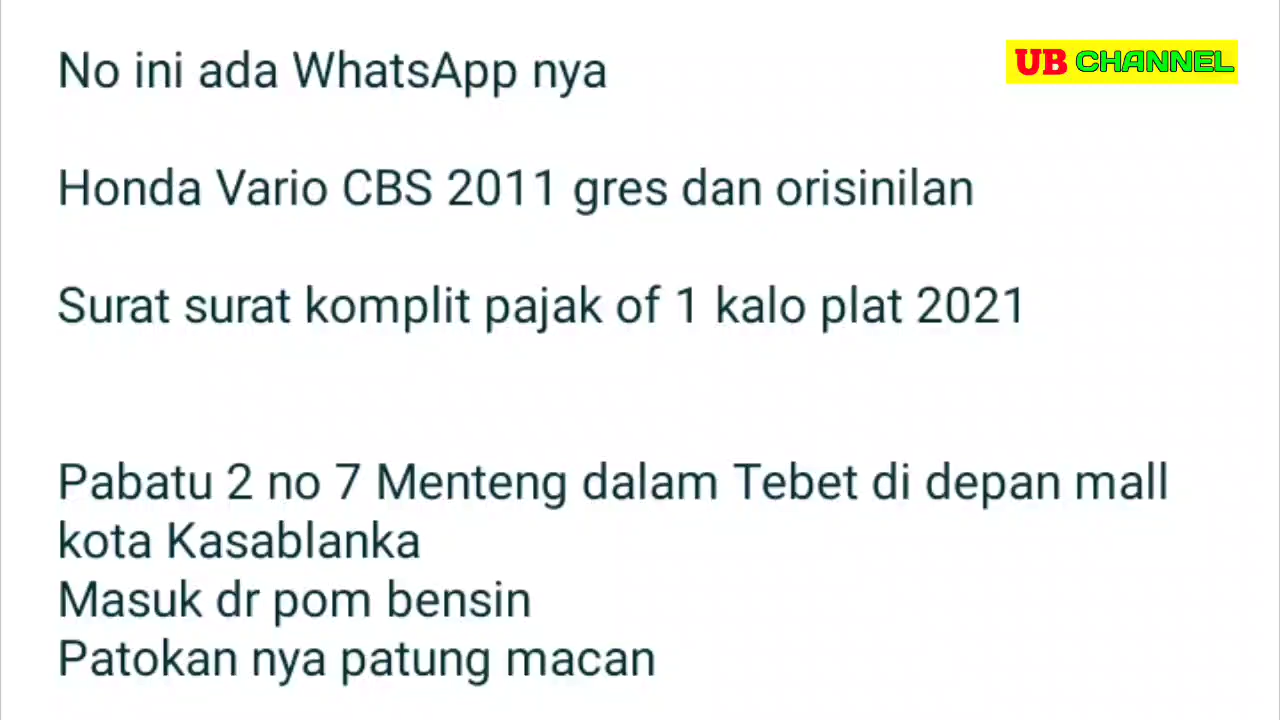 No ini ada WhatsApp nya
UB CHANNEL
Honda Vario CBS 2011 gres dan orisinilan
Surat surat komplit pajak of 1 kalo plat 2021
Pabatu 2 no 7 Menteng dalam Tebet di depan mall
kota Kasablanka
Masuk dr pom bensin
Patokan nya patung macan